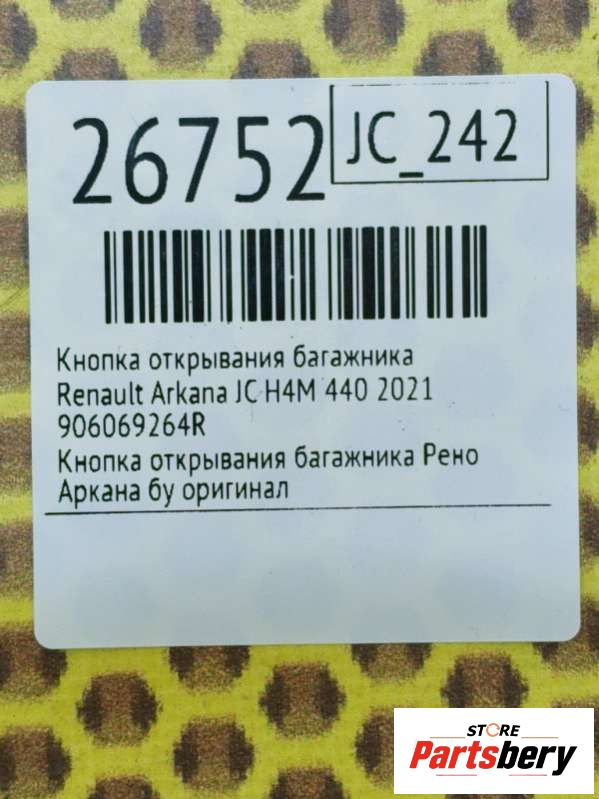 26752
JC_242
Кнопка открывания багажника
Renault Arkana JC H4M 440 2021
906069264R
Кнопка открывания багажника Рено
Аркана бу оригинал
STORE
Partsbery